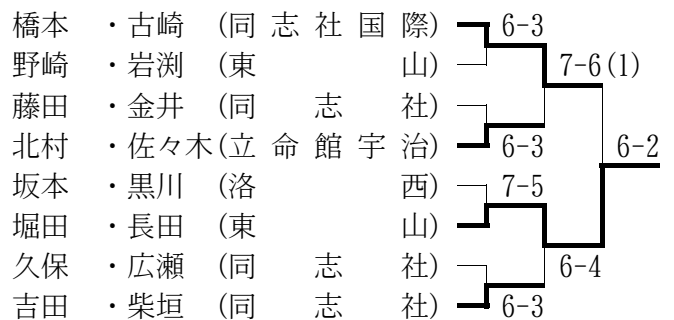 橋本 ・古崎 (同志社国際) 6-3
野崎 ・岩渕 (東山) 7-6(1)
藤田 ・金井 (同志社)
北村 ・佐々木(立命館宇治) 6-3 6-2
坂本 ・黒川 (洛西) 7-5
堀田 ・長田 (東山)
久保 ・広瀬 (同志社) 6-4
吉田 ・柴垣 (同志社) 6-3